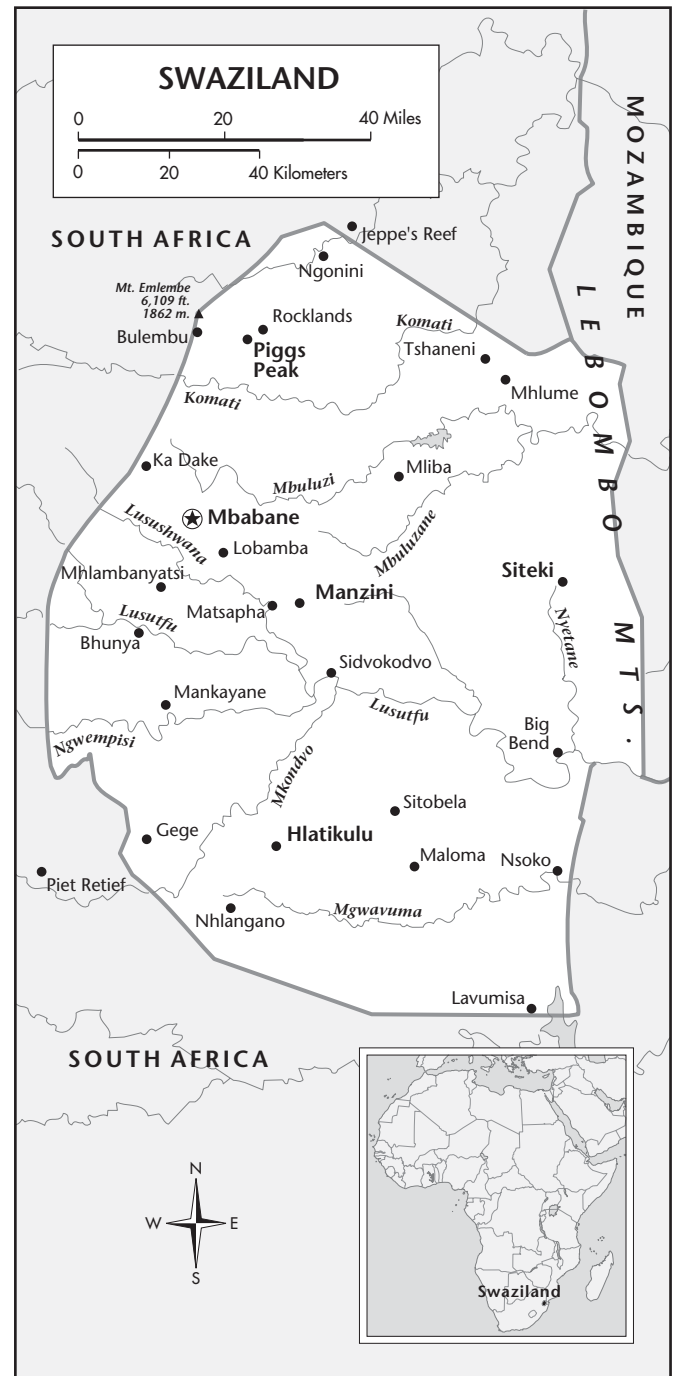 SWAZILAND
0 20 40 Miles
0 20 40 Kilometers
MOZAMBIQUE
SOUTH AFRICA
Jeppe's Reef
Ngonini
Mt. Emlembe
6,109 ft.
1862 m.
Bulembu
Rocklands
Piggs
Peak
Komati
Tshaneni
Mhlume
Komati
LEBOMBO MTS.
Ka Dake
Mbuluzi
Mliba
Lusushwana
Mbabane
Mbuluzane
Lobamba
Siteki
Mhlambanyatsi
Manzini
Matsapha
Lusutfu
Nyetane
Bhunya
Sidvokodvo
Mankayane
Lusutfu
Big
Bend
Ngwempisi
Mkondvo
Sitobela
Gege
Hlatikulu
Maloma
Nsoko
Piet Retief
Nhlangano
Mgwavuma
Lavumisa
SOUTH AFRICA
N
W E
S
Swaziland